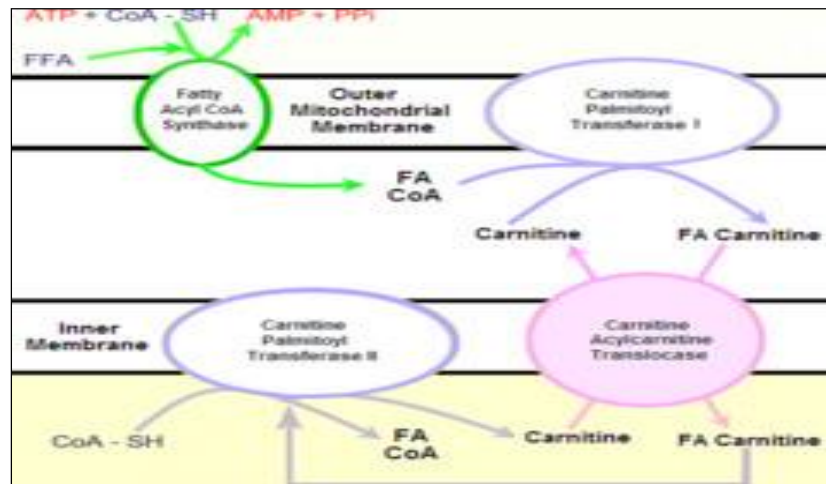 ATP + CoA - SH
AMP + PPi
FFA
Fatty
Acyl CoA
Synthase
Outer
Mitochondrial
Membrane
Carnitine
Palmitoyl
Transferase I
FA
CoA
Carnitine
FA Carnitine
Inner
Membrane
Carnitine
Palmitoyl
Transferase II
Carnitine
Acylcarnitine
Translocase
CoA - SH
FA
CoA
Carnitine
FA Carnitine